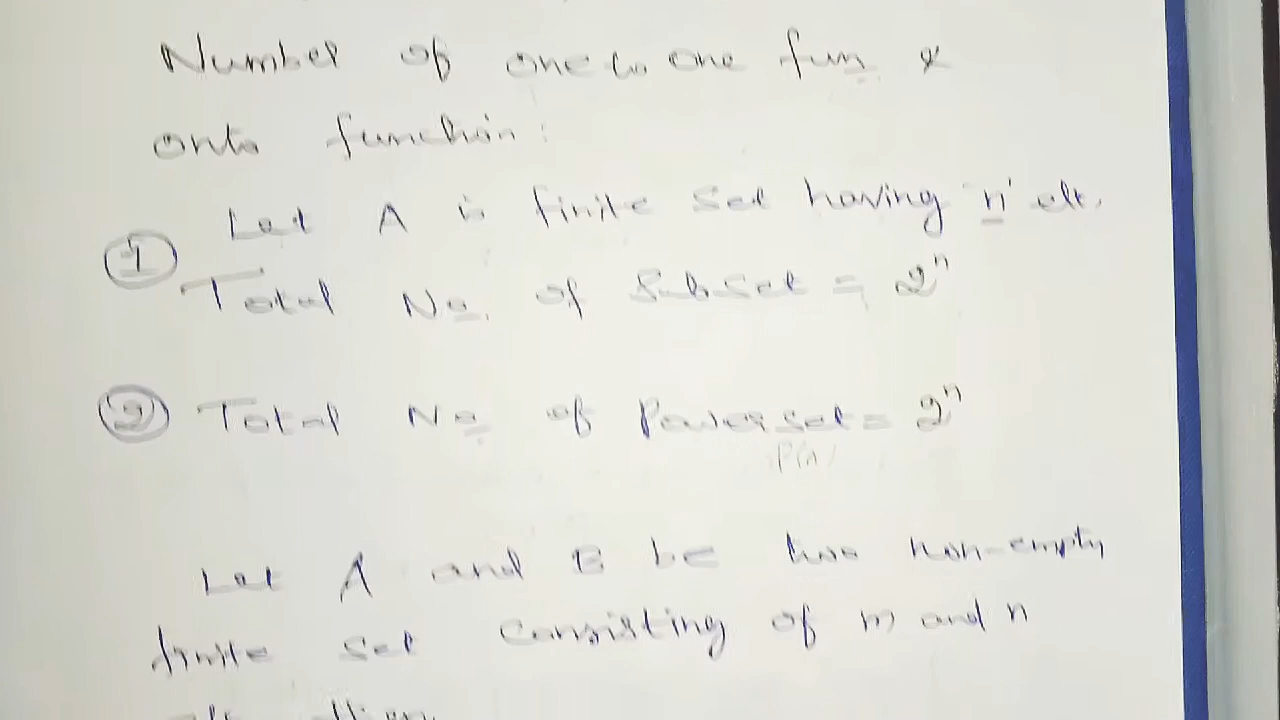 Number of one to one fun &
onto function:
Let A is finite set having 'n' elt.
① Total No. of Subset = 2ⁿ
② Total No. of Power set = 2ⁿ
P(A)
Let A and B be two non-empty
finite set consisting of m and n
then